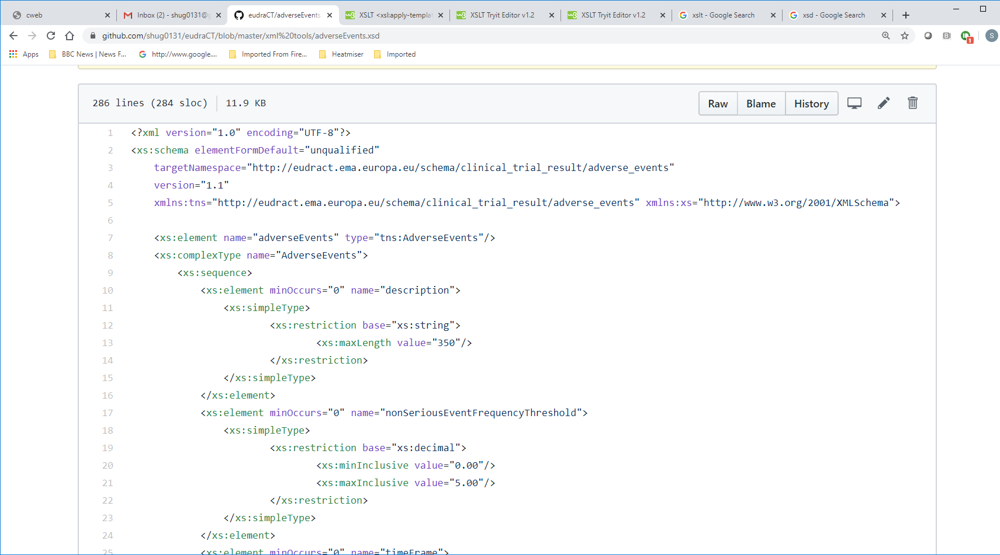 cweb
Inbox (2) - shug0131@g
eudraCT/adverseEvents.
XSLT <xsl:apply-templat
XSLT Tryit Editor v1.2
XSLT Tryit Editor v1.2
xslt - Google Search
xsd - Google Search
github.com/shug0131/eudraCT/blob/master/xml%20tools/adverseEvents.xsd
1
S
Apps
BBC News | News F...
http://www.google....
Imported From Fire...
Heatmiser
Imported
286 lines (284 sloc) 11.9 KB
Raw
Blame
History
1 <?xml version="1.0" encoding="UTF-8"?>
2 <xs:schema elementFormDefault="unqualified"
3 targetNamespace="http://eudract.ema.europa.eu/schema/clinical_trial_result/adverse_events"
4 version="1.1"
5 xmlns:tns="http://eudract.ema.europa.eu/schema/clinical_trial_result/adverse_events" xmlns:xs="http://www.w3.org/2001/XMLSchema">
6
7 <xs:element name="adverseEvents" type="tns:AdverseEvents"/>
8 <xs:complexType name="AdverseEvents">
9 <xs:sequence>
10 <xs:element minOccurs="0" name="description">
11 <xs:simpleType>
12 <xs:restriction base="xs:string">
13 <xs:maxLength value="350"/>
14 </xs:restriction>
15 </xs:simpleType>
16 </xs:element>
17 <xs:element minOccurs="0" name="nonSeriousEventFrequencyThreshold">
18 <xs:simpleType>
19 <xs:restriction base="xs:decimal">
20 <xs:minInclusive value="0.00"/>
21 <xs:maxInclusive value="5.00"/>
22 </xs:restriction>
23 </xs:simpleType>
24 </xs:element>
25 <xs:element minOccurs="0" name="timeFrame">